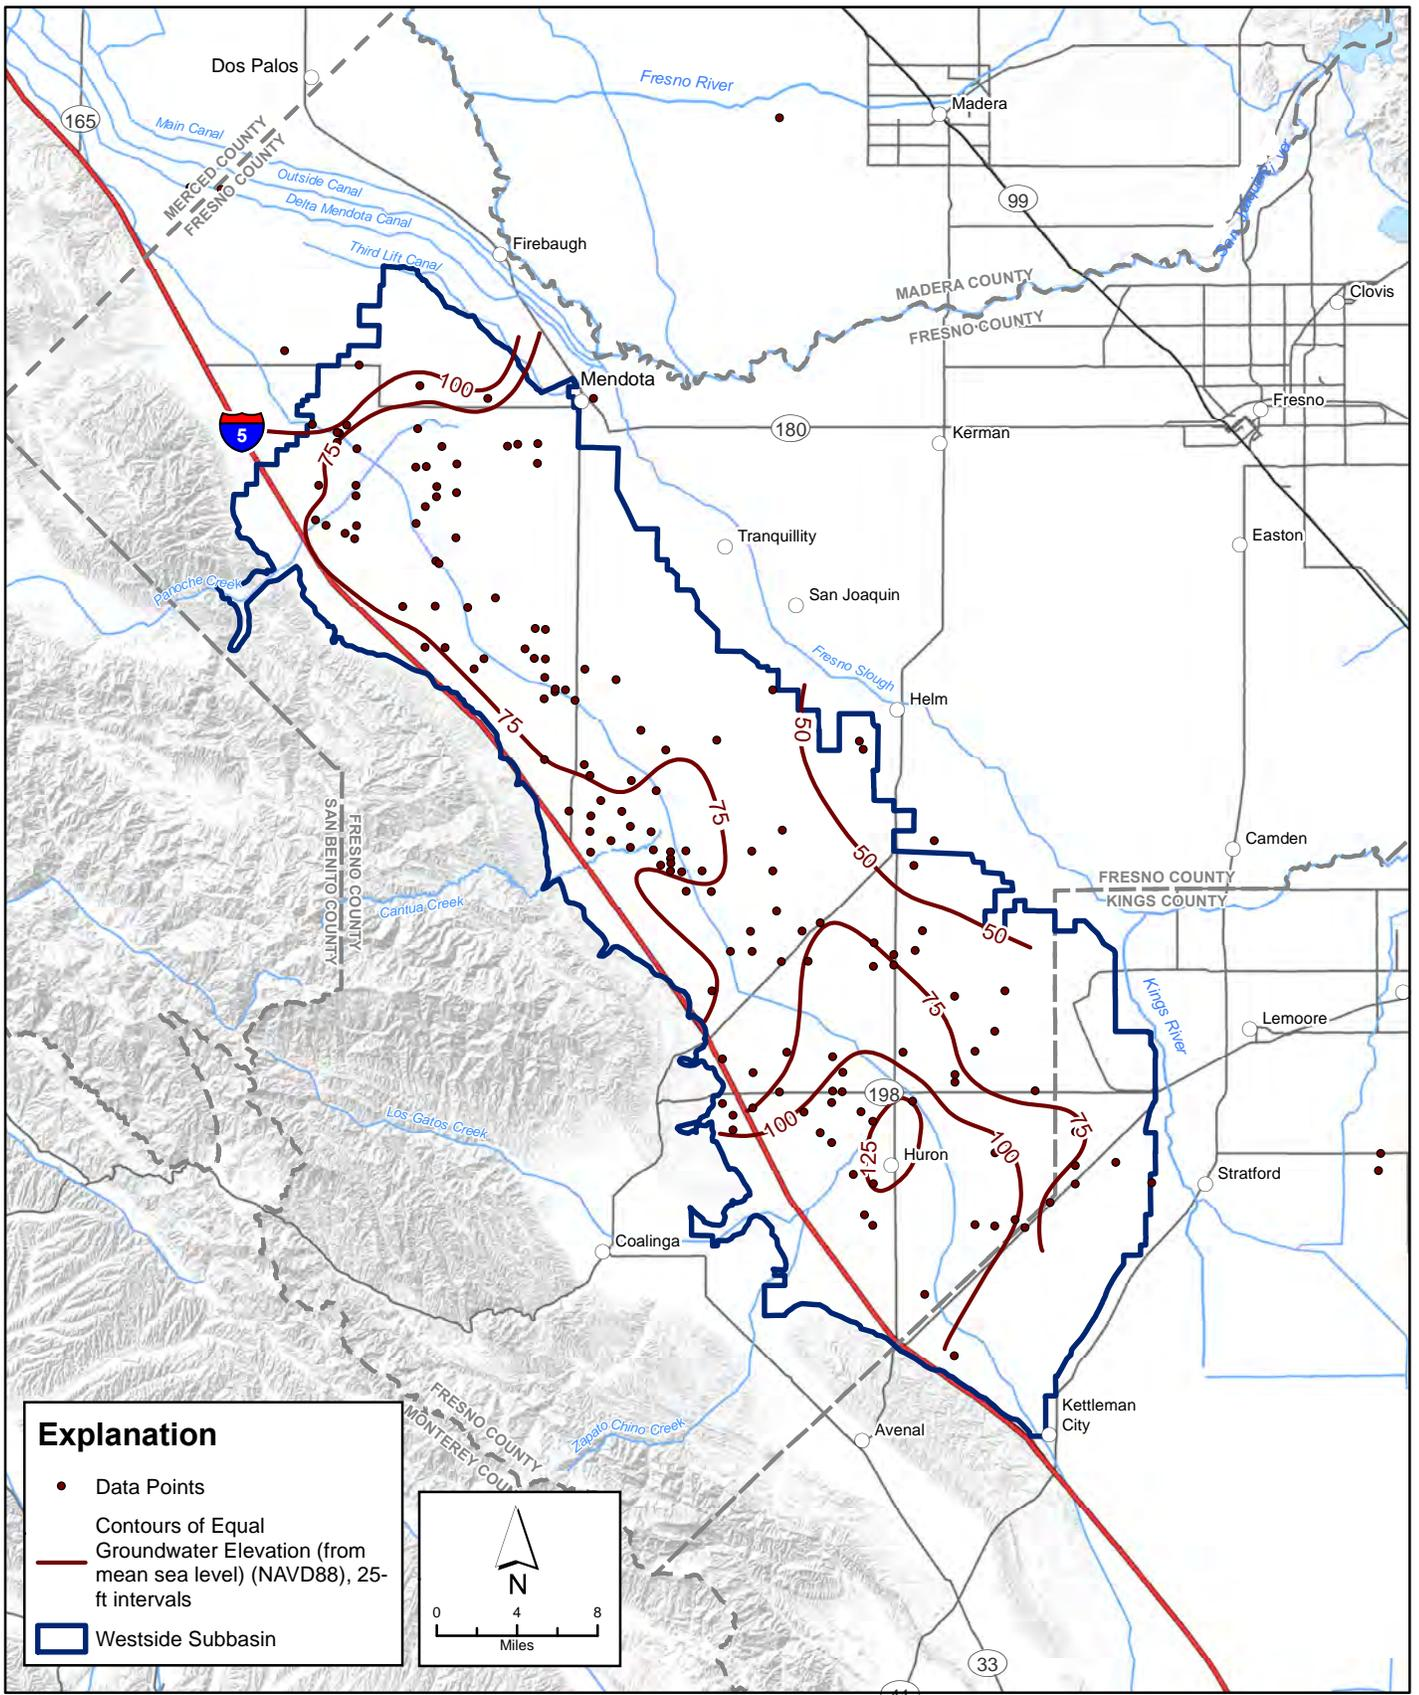 Dos Palos
Fresno River
Madera
165
Main Canal
MERCED COUNTY
FRESNO COUNTY
Outside Canal
Delta Mendota Canal
99
Third Lift Canal
Firebaugh
MADERA COUNTY
FRESNO COUNTY
Clovis
100
Mendota
Fresno
5
180
Kerman
75
Tranquillity
Easton
Panoche Creek
San Joaquin
Fresno Slough
Helm
75
50
75
FRESNO COUNTY
SAN BENITO COUNTY
50
Camden
FRESNO COUNTY
KINGS COUNTY
Cantua Creek
50
75
Kings River
Lemoore
198
Los Gatos Creek
100
75
100
125
Huron
Stratford
Coalinga
FRESNO COUNTY
Kettleman
City
Avenal
Zapato Chino Creek
Explanation
Data Points
Contours of Equal
Groundwater Elevation (from
mean sea level) (NAVD88), 25-
ft intervals
Westside Subbasin
N
0 4 8
Miles
33